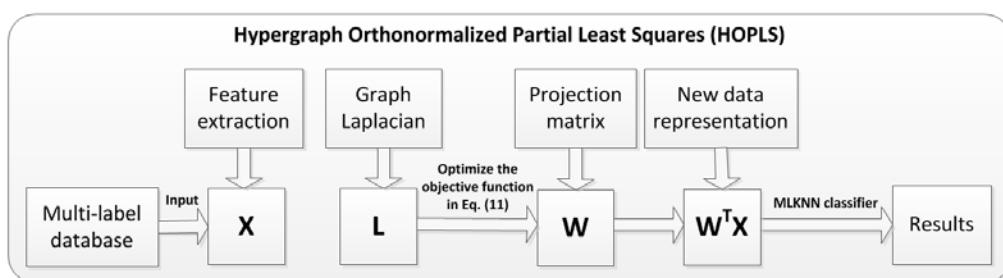 Hypergraph Orthonormalized Partial Least Squares (HOPLS)
Feature
extraction
Graph
Laplacian
Projection
matrix
New data
representation
Multi-label
database
Input
X
L
Optimize the
objective function
in Eq. (11)
W
WᵀX
MLKNN classifier
Results